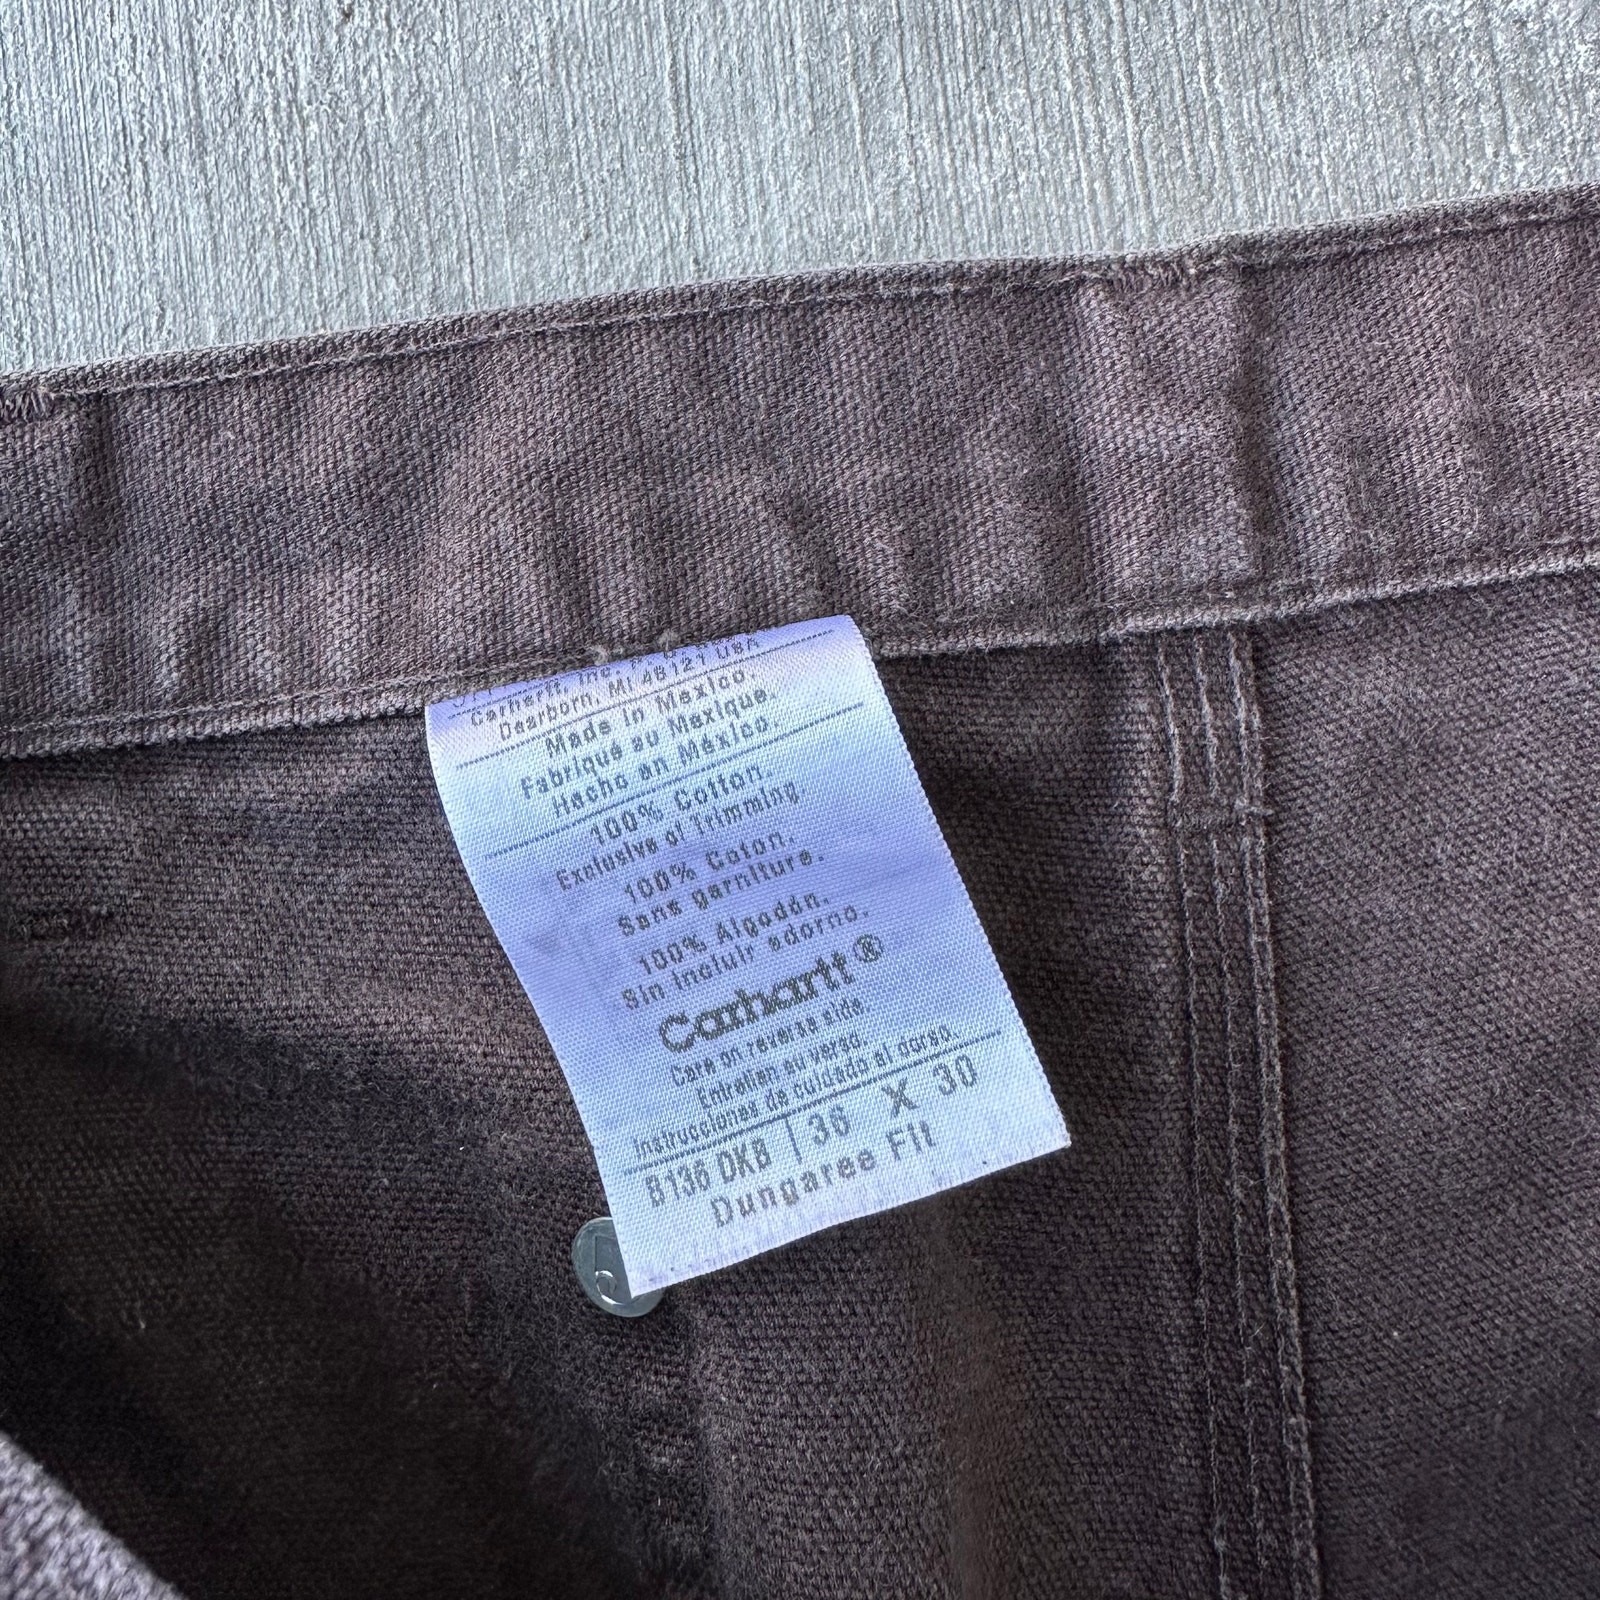 Carhartt, Inc. P. O.
Dearborn, MI 48121 USA
Made in Mexico.
Fabriqué au Mexique.
Hecho en México.
100% Cotton.
Exclusive of Trimming.
100% Coton.
Sans garniture.
100% Algodón.
Sin incluir adorno.
Carhartt®
Care on reverse side.
Entretien au verso.
Instrucciones de cuidado al dorso.
B136 DKB | 36 X 30
Dungaree Fit